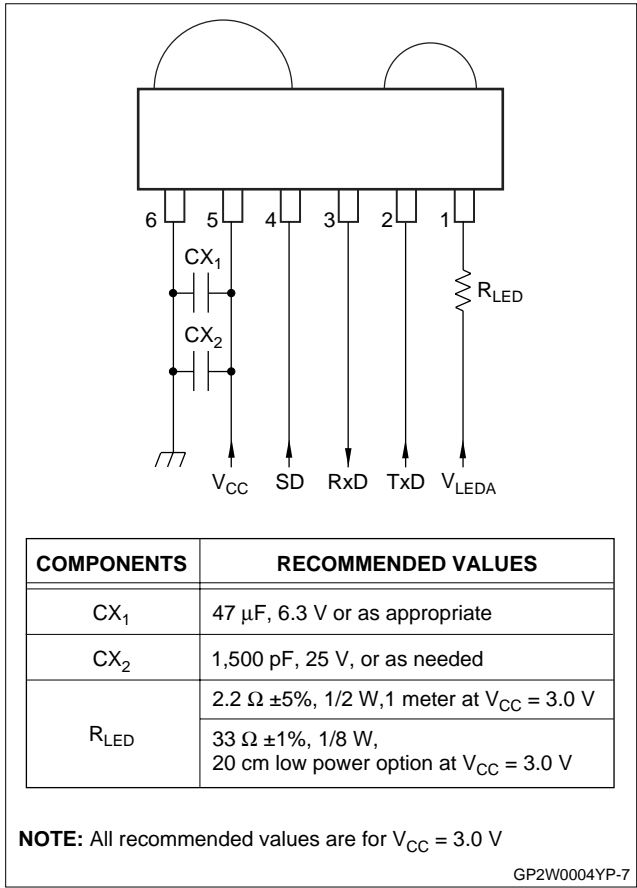 6 5 4 3 2 1
CX1
RLED
CX2
VCC SD RxD TxD VLEDA
COMPONENTS RECOMMENDED VALUES
CX1 47 μF, 6.3 V or as appropriate
CX2 1,500 pF, 25 V, or as needed
RLED
2.2 Ω ±5%, 1/2 W,1 meter at VCC = 3.0 V
33 Ω ±1%, 1/8 W,
20 cm low power option at VCC = 3.0 V
NOTE: All recommended values are for VCC = 3.0 V
GP2W0004YP-7